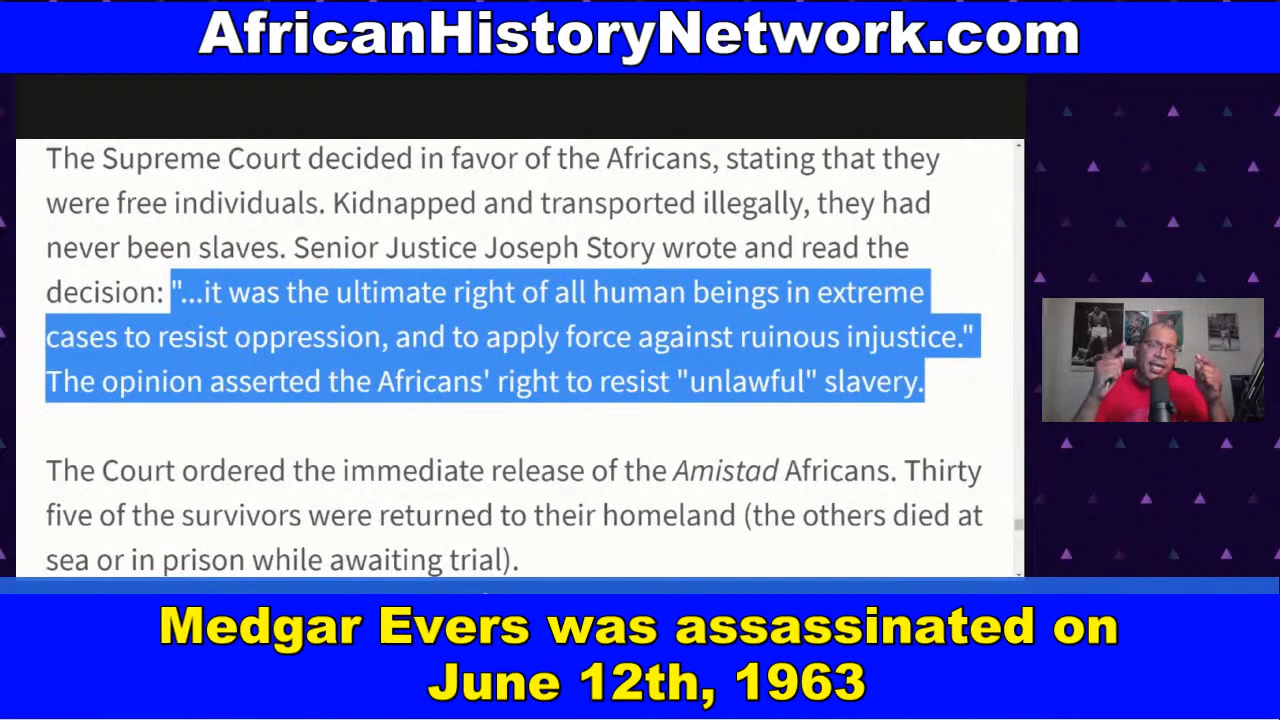 AfricanHistoryNetwork.com
The Supreme Court decided in favor of the Africans, stating that they
were free individuals. Kidnapped and transported illegally, they had
never been slaves. Senior Justice Joseph Story wrote and read the
decision: "...it was the ultimate right of all human beings in extreme
cases to resist oppression, and to apply force against ruinous injustice."
The opinion asserted the Africans' right to resist "unlawful" slavery.
The Court ordered the immediate release of the Amistad Africans. Thirty
five of the survivors were returned to their homeland (the others died at
sea or in prison while awaiting trial).
Medgar Evers was assassinated on
June 12th, 1963